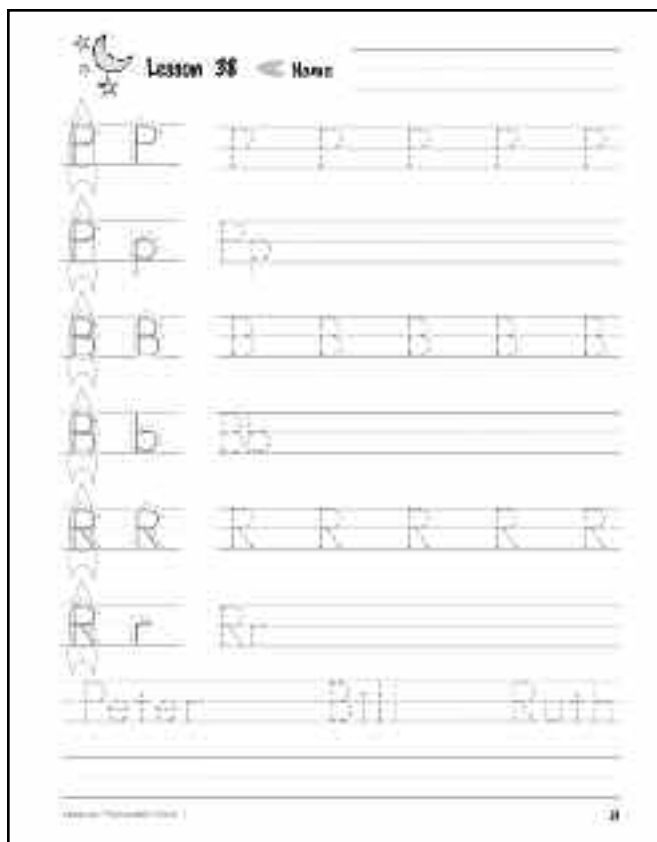 Lesson 38 Name
P P P P P P P
P p Pp
B B B B B B B
B b Bb
R R R R R R R
R r Rr
Peter Bill Ruth